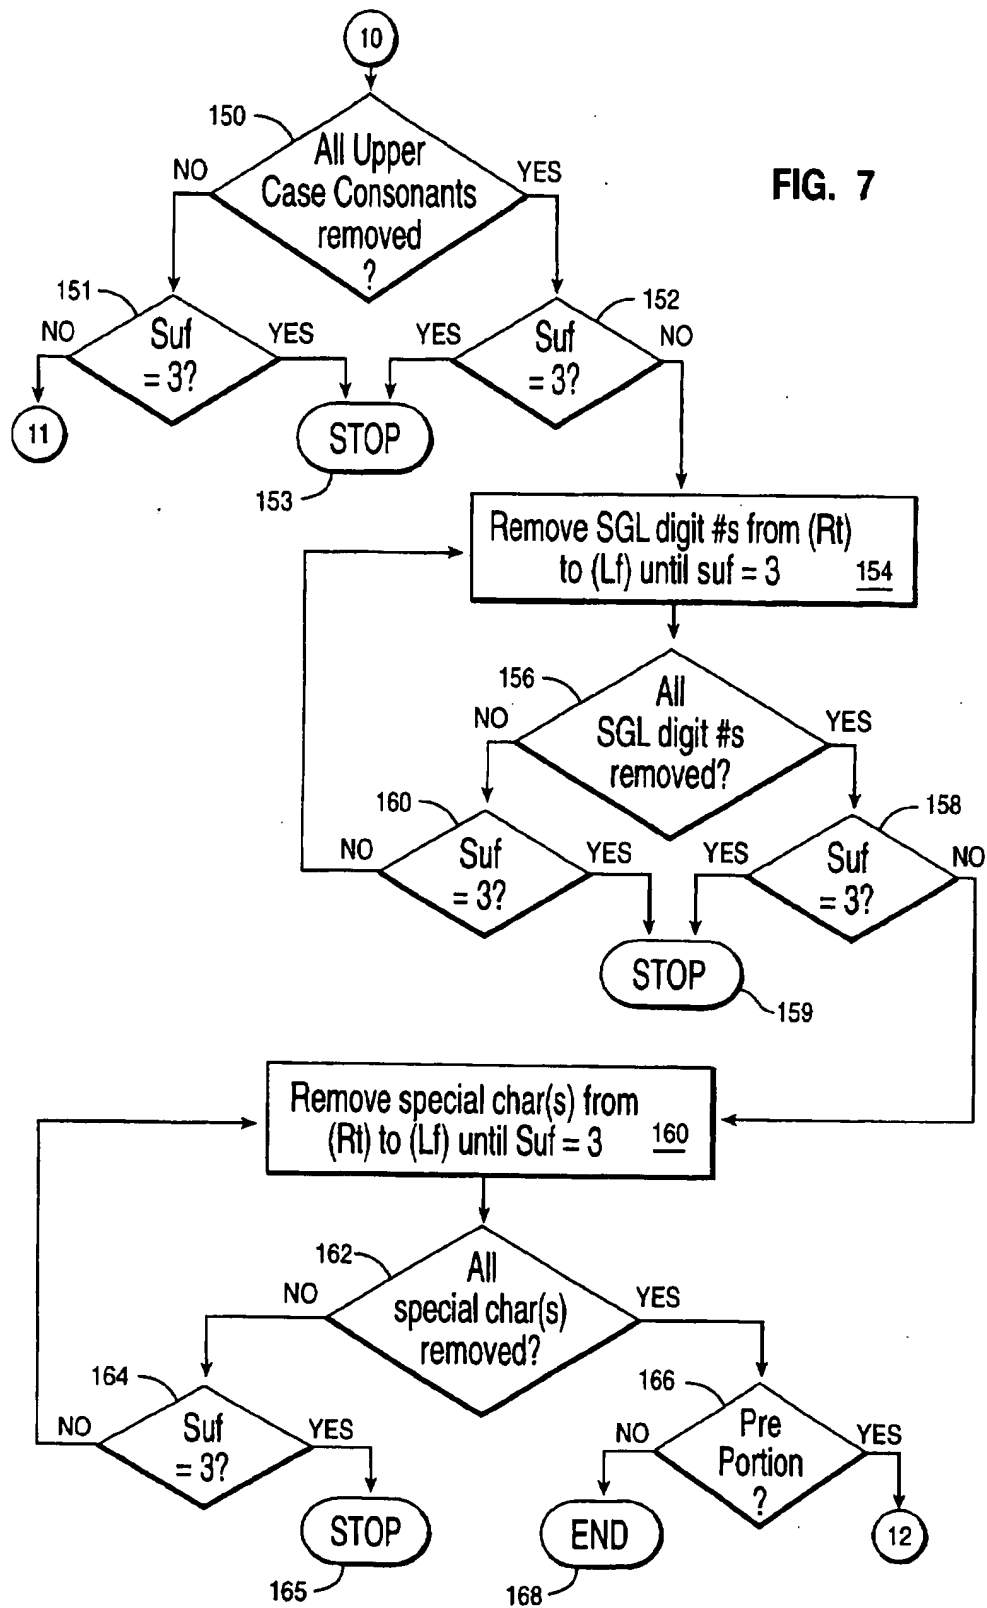 10
150
All Upper
Case Consonants
removed
?
NO
YES
FIG. 7
151
Suf
= 3?
NO
YES
152
Suf
= 3?
YES
NO
11
STOP
153
Remove SGL digit #s from (Rt)
to (Lf) until suf = 3
154
156
All
SGL digit #s
removed?
NO
YES
160
Suf
= 3?
NO
YES
158
Suf
= 3?
YES
NO
STOP
159
Remove special char(s) from
(Rt) to (Lf) until Suf = 3
160
162
All
special char(s)
removed?
NO
YES
164
Suf
= 3?
NO
YES
166
Pre
Portion
?
NO
YES
STOP
165
END
168
12